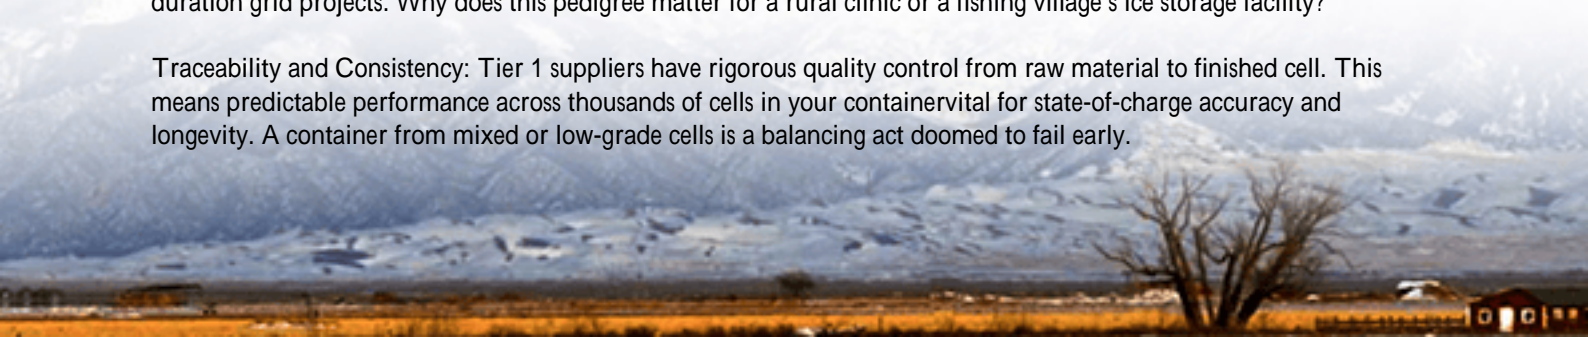 duration grid projects. Why does this pedigree matter for a rural clinic or a fishing village's ice storage facility?
Traceability and Consistency: Tier 1 suppliers have rigorous quality control from raw material to finished cell. This
means predictable performance across thousands of cells in your containervital for state-of-charge accuracy and
longevity. A container from mixed or low-grade cells is a balancing act doomed to fail early.